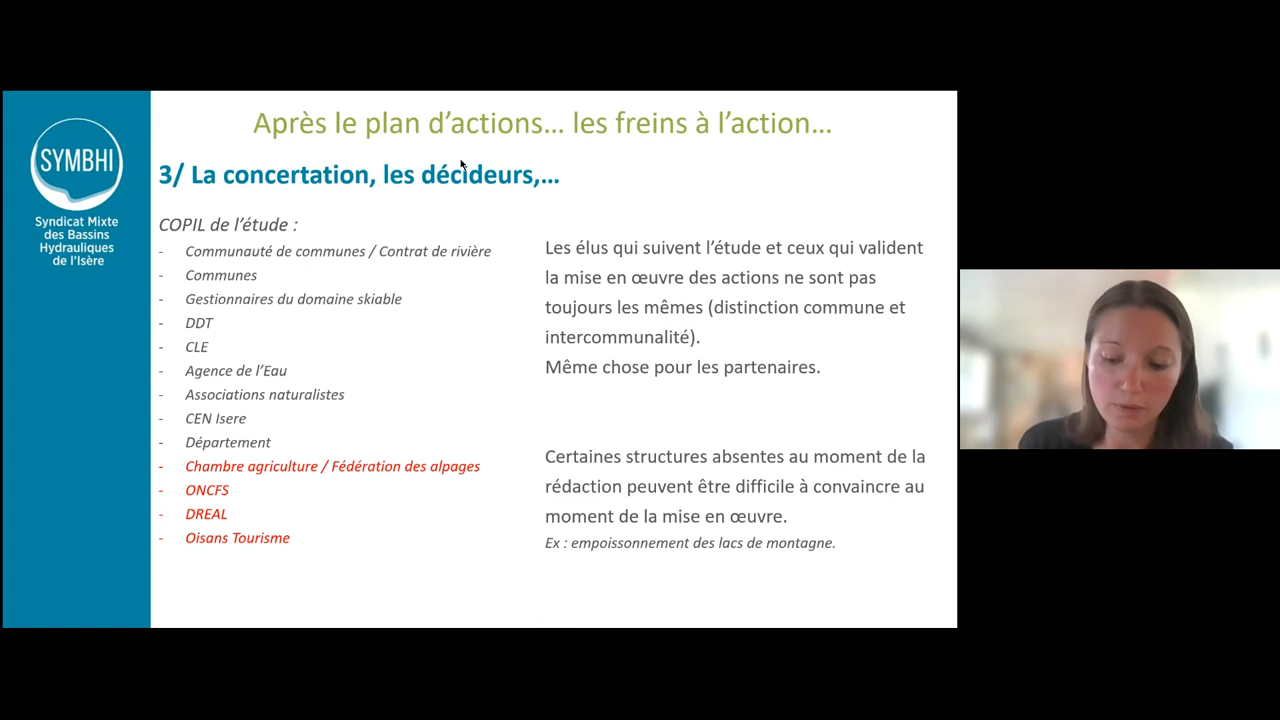 Après le plan d’actions… les freins à l’action…
SYMBHI
Syndicat Mixte
des Bassins
Hydrauliques
de l’Isère
3/ La concertation, les décideurs,…
COPIL de l’étude :
- Communauté de communes / Contrat de rivière
- Communes
- Gestionnaires du domaine skiable
- DDT
- CLE
- Agence de l’Eau
- Associations naturalistes
- CEN Isere
- Département
- Chambre agriculture / Fédération des alpages
- ONCFS
- DREAL
- Oisans Tourisme
Les élus qui suivent l’étude et ceux qui valident
la mise en œuvre des actions ne sont pas
toujours les mêmes (distinction commune et
intercommunalité).
Même chose pour les partenaires.
Certaines structures absentes au moment de la
rédaction peuvent être difficile à convaincre au
moment de la mise en œuvre.
Ex : empoissonnement des lacs de montagne.